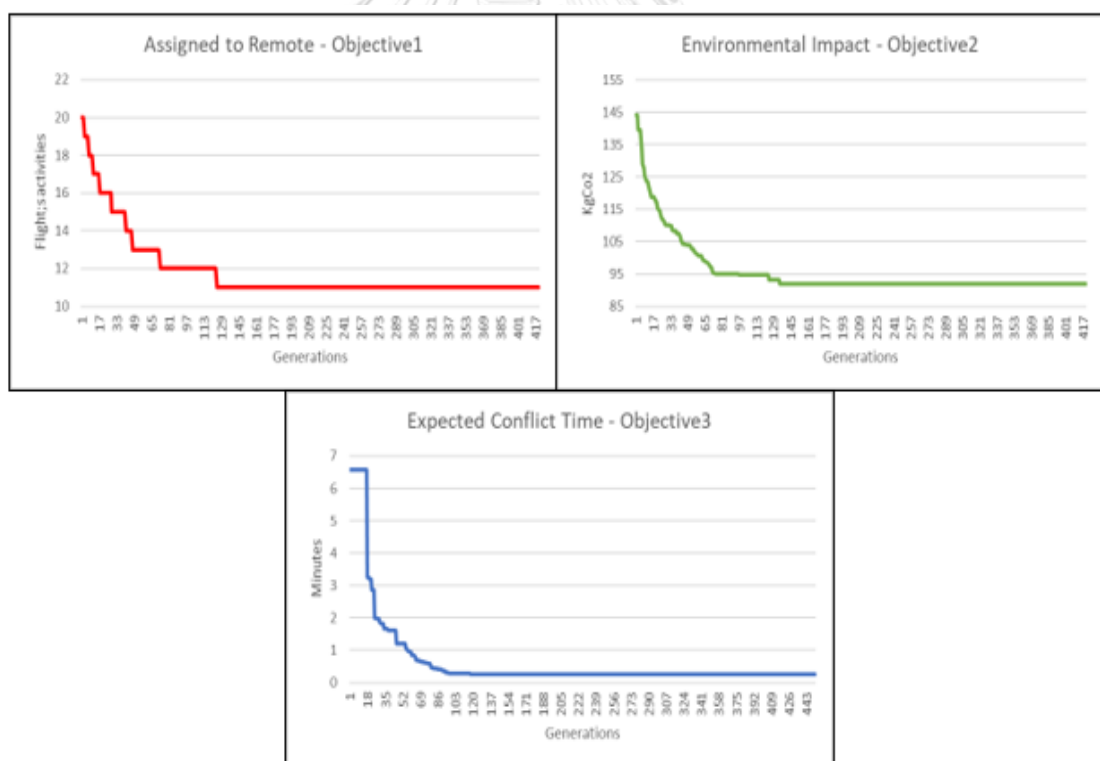 Assigned to Remote - Objective1
22
20
18
16
14
12
10
Flight;s activities
1 17 33 49 65 81 97 113 129 145 161 177 193 209 225 241 257 273 289 305 321 337 353 369 385 401 417
Generations
Environmental Impact - Objective2
155
145
135
125
115
105
95
85
KgCo2
1 17 33 49 65 81 97 113 129 145 161 177 193 209 225 241 257 273 289 305 321 337 353 369 385 401 417
Generations
Expected Conflict Time - Objective3
7
6
5
4
3
2
1
0
Minutes
1 18 35 52 69 86 103 120 137 154 171 188 205 222 239 256 273 290 307 324 341 358 375 392 409 426 443
Generations